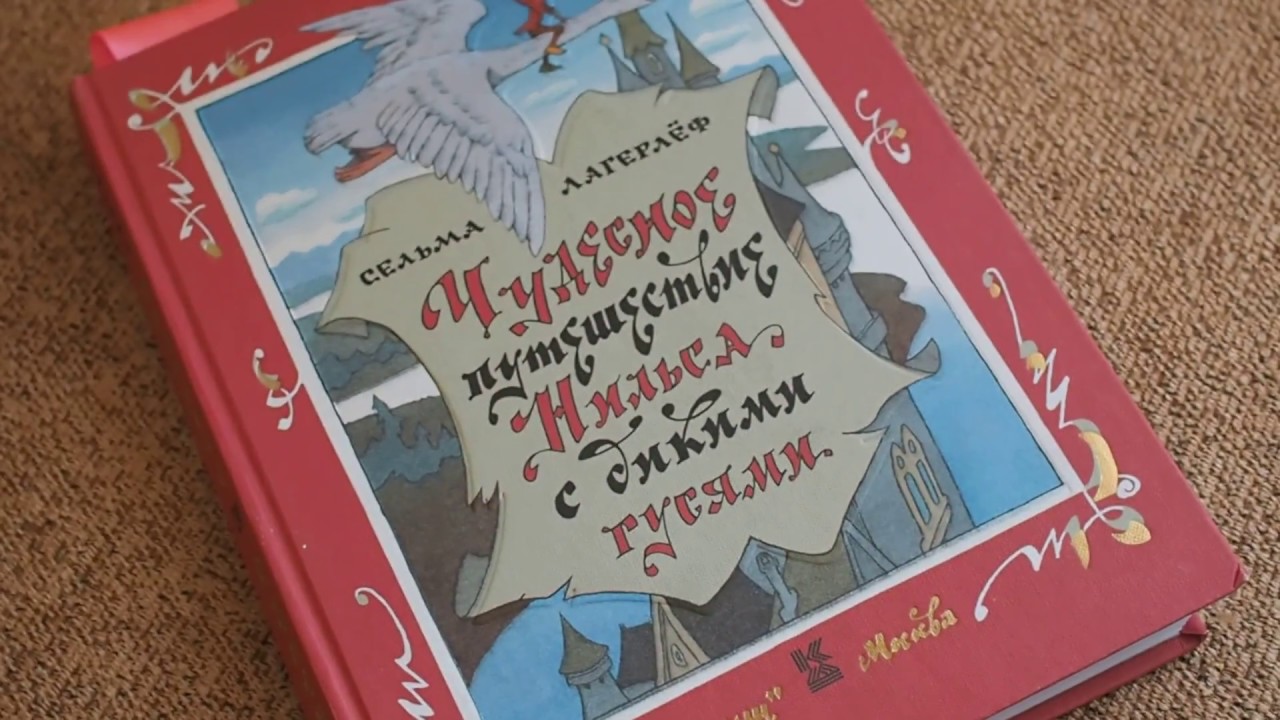 СЕЛЬМА ЛАГЕРЛЁФ
Чудесное
путешествие
Нильса
с дикими
гусями
Москва